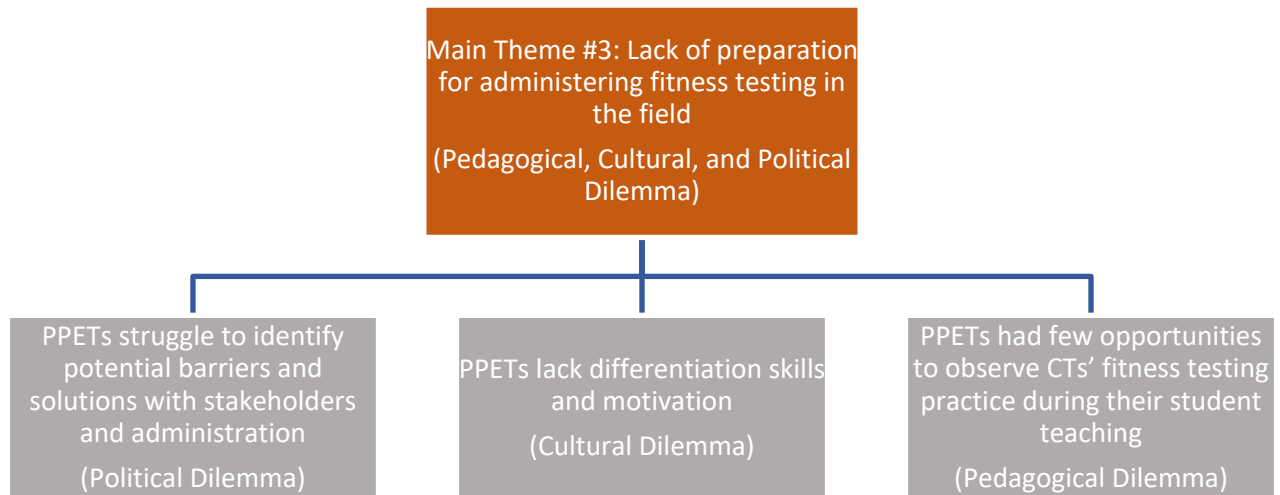 Main Theme #3: Lack of preparation
for administering fitness testing in
the field
(Pedagogical, Cultural, and Political
Dilemma)
PPETs struggle to identify
potential barriers and
solutions with stakeholders
and administration
(Political Dilemma)
PPETs lack differentiation skills
and motivation
(Cultural Dilemma)
PPETs had few opportunities
to observe CTs’ fitness testing
practice during their student
teaching
(Pedagogical Dilemma)